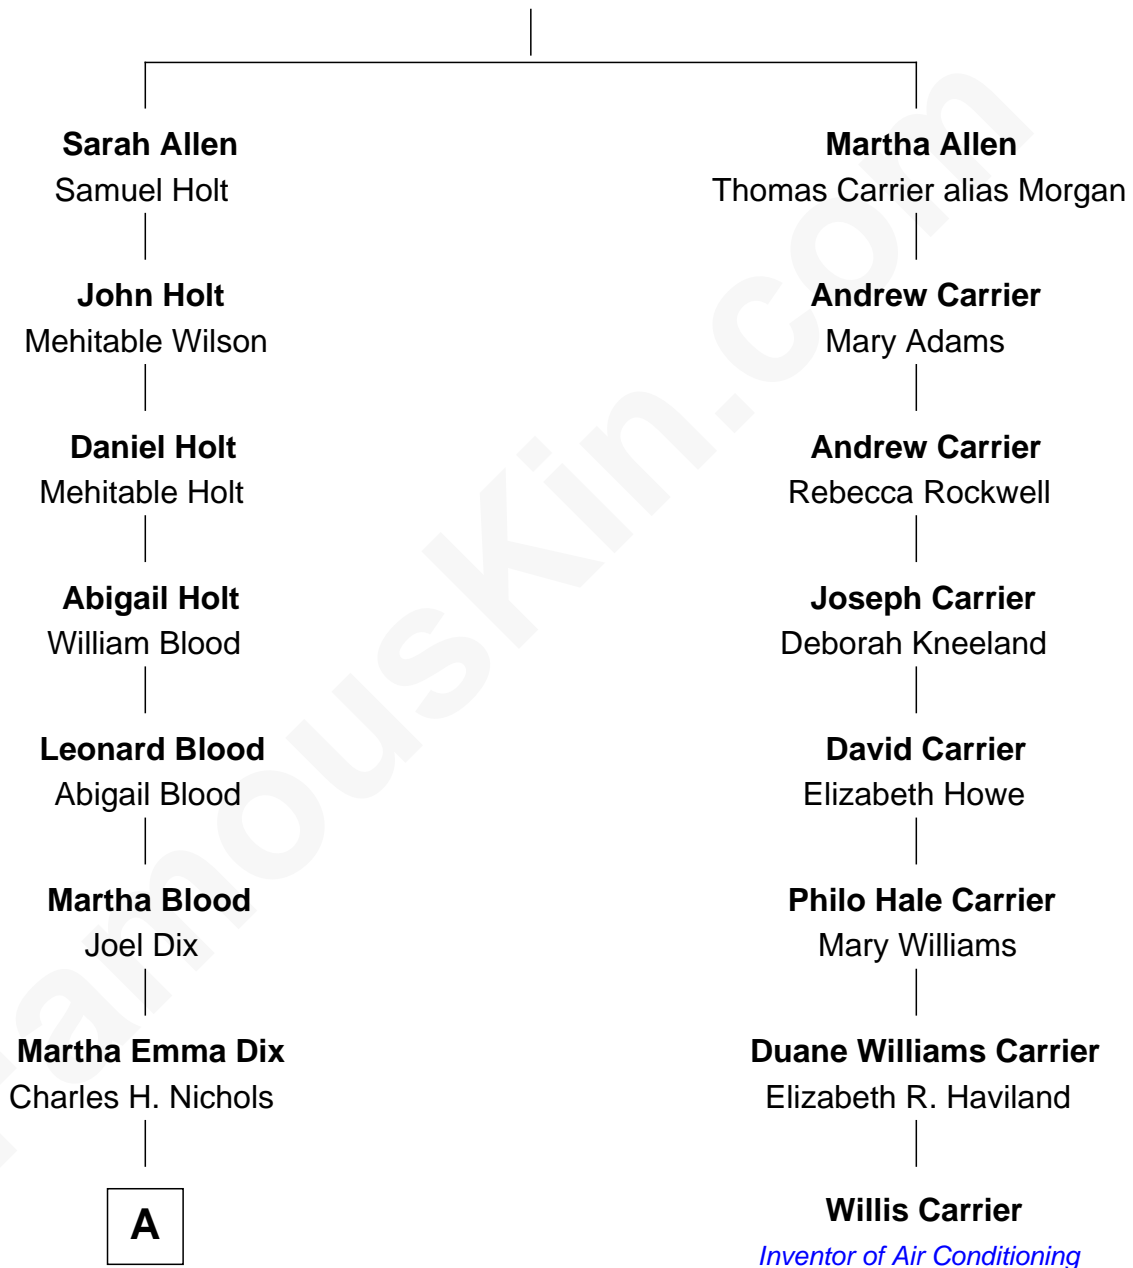 Sarah Allen
Samuel Holt
John Holt
Mehitable Wilson
Daniel Holt
Mehitable Holt
Abigail Holt
William Blood
Leonard Blood
Abigail Blood
Martha Blood
Joel Dix
Martha Emma Dix
Charles H. Nichols
A
Martha Allen
Thomas Carrier alias Morgan
Andrew Carrier
Mary Adams
Andrew Carrier
Rebecca Rockwell
Joseph Carrier
Deborah Kneeland
David Carrier
Elizabeth Howe
Philo Hale Carrier
Mary Williams
Duane Williams Carrier
Elizabeth R. Haviland
Willis Carrier
Inventor of Air Conditioning
FamousKin.com